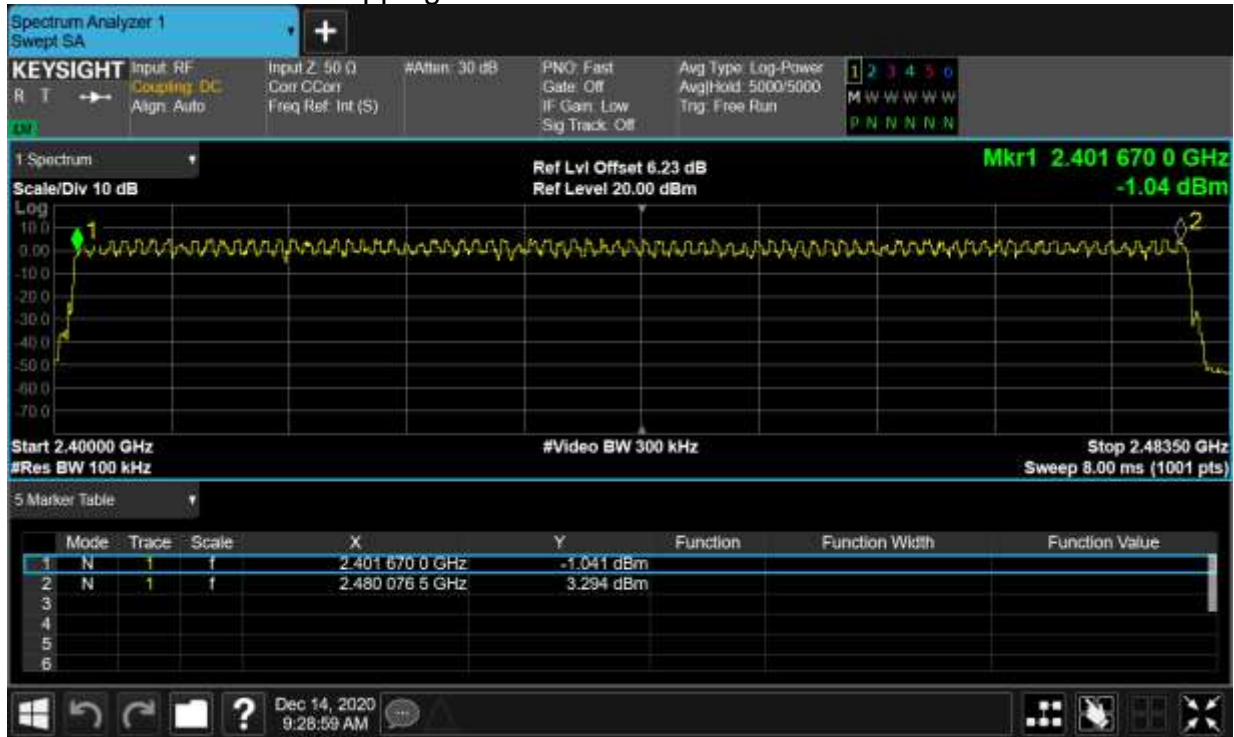 Spectrum Analyzer 1
Swept SA
KEYSIGHT
R T
Input: RF
Coupling: DC
Align: Auto
Input Z: 50 Ω
Corr CCorr
Freq Ref: Int (S)
#Atten: 30 dB
PNO: Fast
Gate: Off
IF Gain: Low
Sig Track: Off
Avg Type: Log-Power
Avg|Hold: 5000/5000
Trig: Free Run
1 2 3 4 5 6
M W W W W W
P N N N N N
1 Spectrum
Scale/Div 10 dB
Ref Lvl Offset 6.23 dB
Ref Level 20.00 dBm
Mkr1 2.401 670 0 GHz
-1.04 dBm
Log
10.0
0.00
-10.0
-20.0
-30.0
-40.0
-50.0
-60.0
-70.0
1
2
Start 2.40000 GHz
#Video BW 300 kHz
Stop 2.48350 GHz
#Res BW 100 kHz
Sweep 8.00 ms (1001 pts)
5 Marker Table
Mode Trace Scale X Y Function Function Width Function Value
1 N 1 f 2.401 670 0 GHz -1.041 dBm
2 N 1 f 2.480 076 5 GHz 3.294 dBm
3
4
5
6
?
Dec 14, 2020
9:28:59 AM